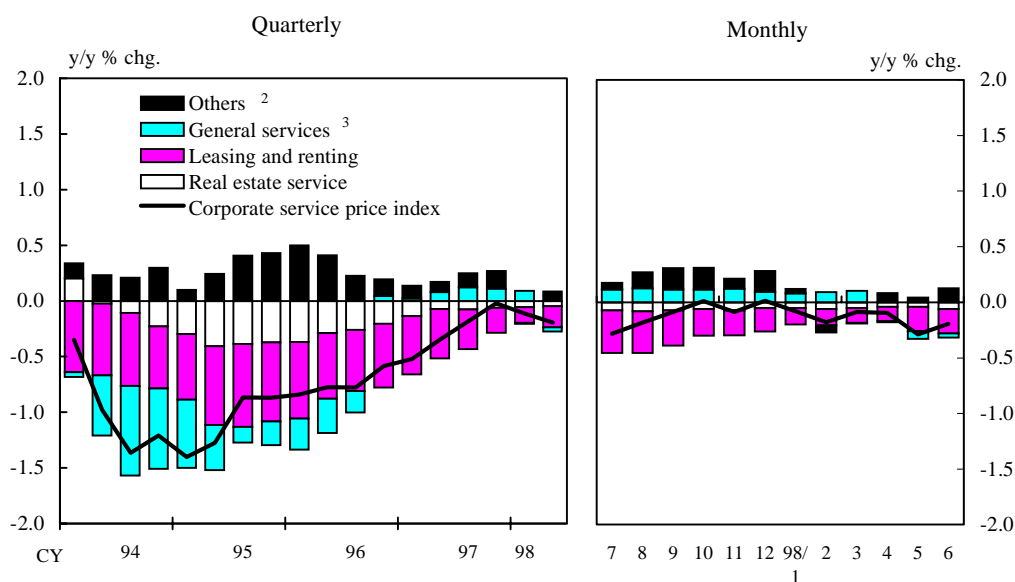 Quarterly
Monthly
y/y % chg.
y/y % chg.
2.0
1.5
1.0
0.5
0.0
-0.5
-1.0
-1.5
-2.0
Others 2
General services 3
Leasing and renting
Real estate service
Corporate service price index
2.0
1.5
1.0
0.5
0.0
-0.5
-1.0
-1.5
-2.0
CY 94 95 96 97 98
7 8 9 10 11 12 98/ 2 3 4 5 6
1